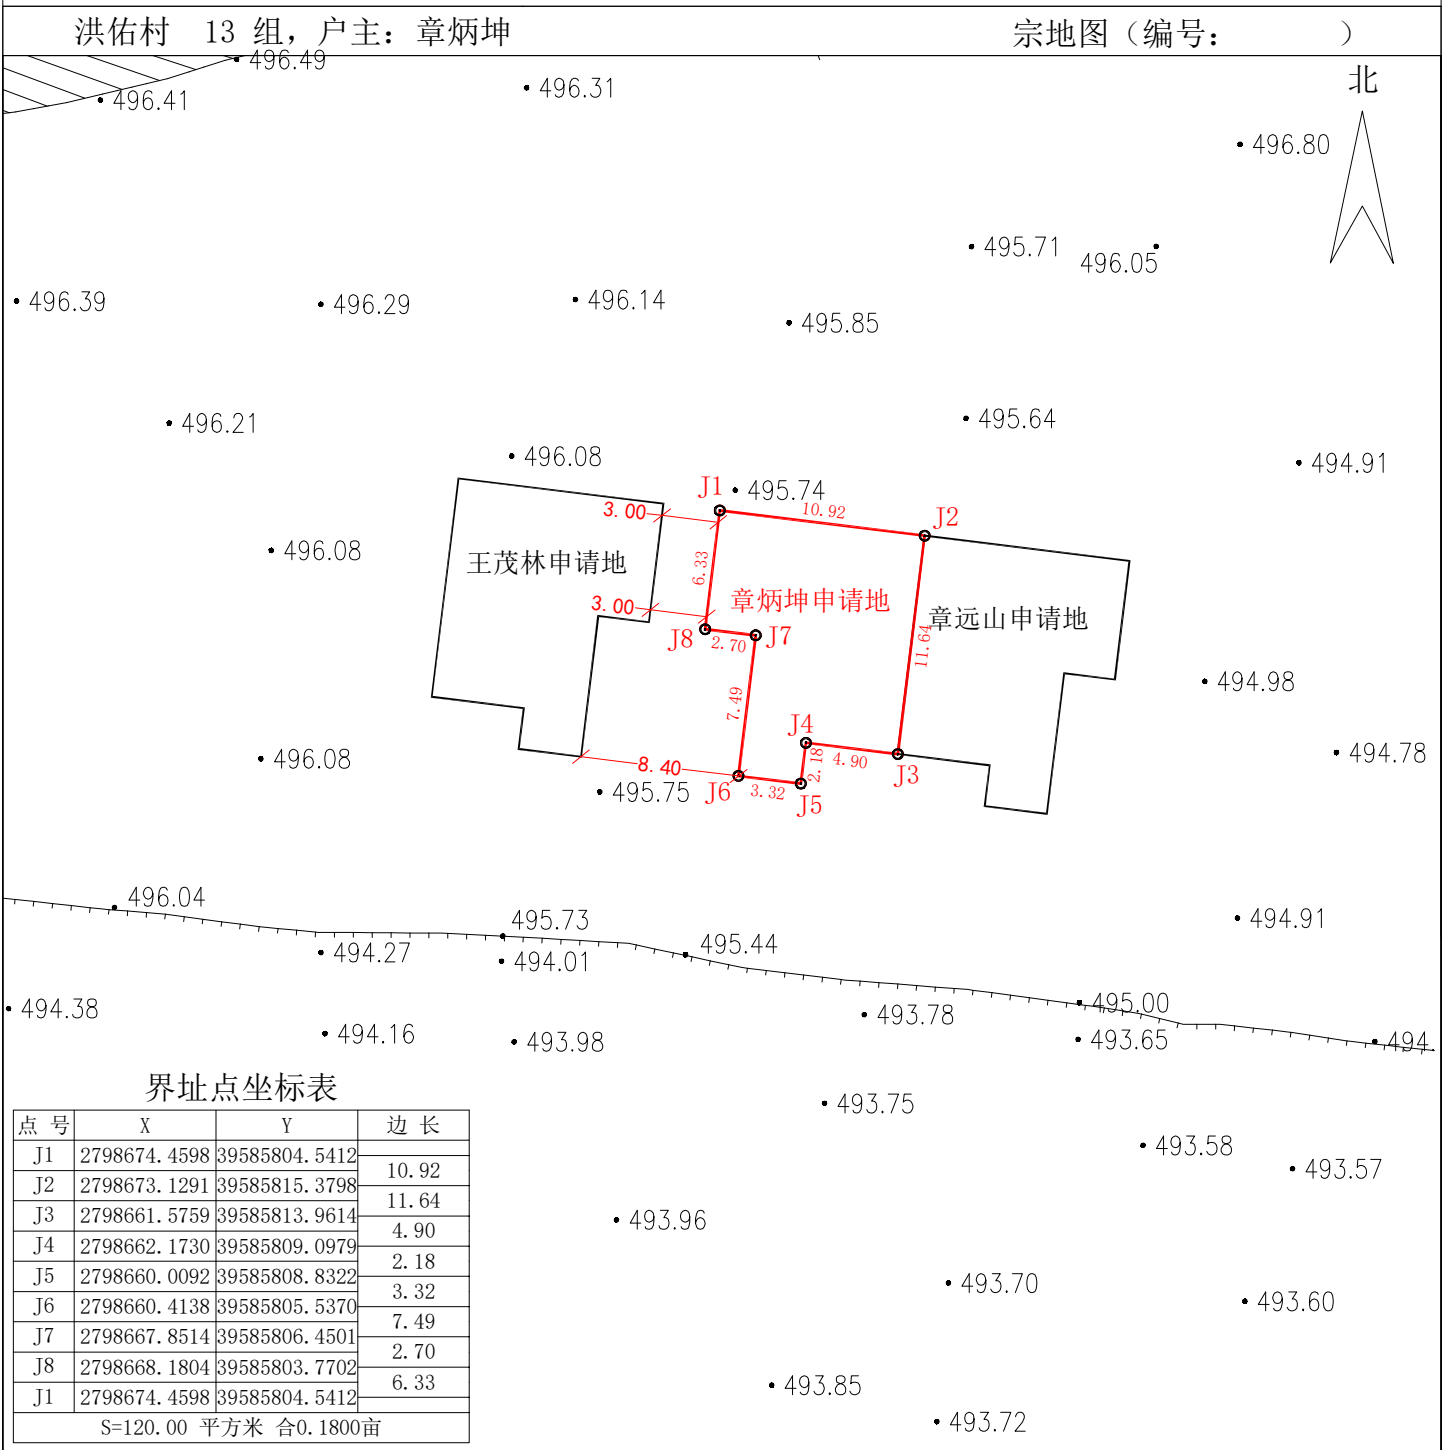 洪佑村 13 组，户主：章炳坤 宗地图（编号： ）
北
496.49
496.41
496.31
496.80
495.71
496.05
496.39
496.29
496.14
495.85
496.21
495.64
496.08
494.91
J1
495.74
3.00
10.92
J2
496.08
王茂林申请地
6.33
3.00
章炳坤申请地
章远山申请地
J8
2.70
J7
11.64
494.98
7.49
J4
494.78
496.08
8.40
2.18
4.90
J3
495.75
J6
3.32
J5
496.04
495.73
494.91
494.27
494.01
495.44
494.38
495.00
493.78
494.16
493.98
493.65
494
界址点坐标表
493.75
点 号 X Y 边 长
J1 2798674.4598 39585804.5412
10.92
J2 2798673.1291 39585815.3798
11.64
J3 2798661.5759 39585813.9614
4.90
J4 2798662.1730 39585809.0979
2.18
J5 2798660.0092 39585808.8322
3.32
J6 2798660.4138 39585805.5370
7.49
J7 2798667.8514 39585806.4501
2.70
J8 2798668.1804 39585803.7702
6.33
J1 2798674.4598 39585804.5412
S=120.00 平方米 合0.1800亩
493.58
493.57
493.96
493.70
493.60
493.85
493.72